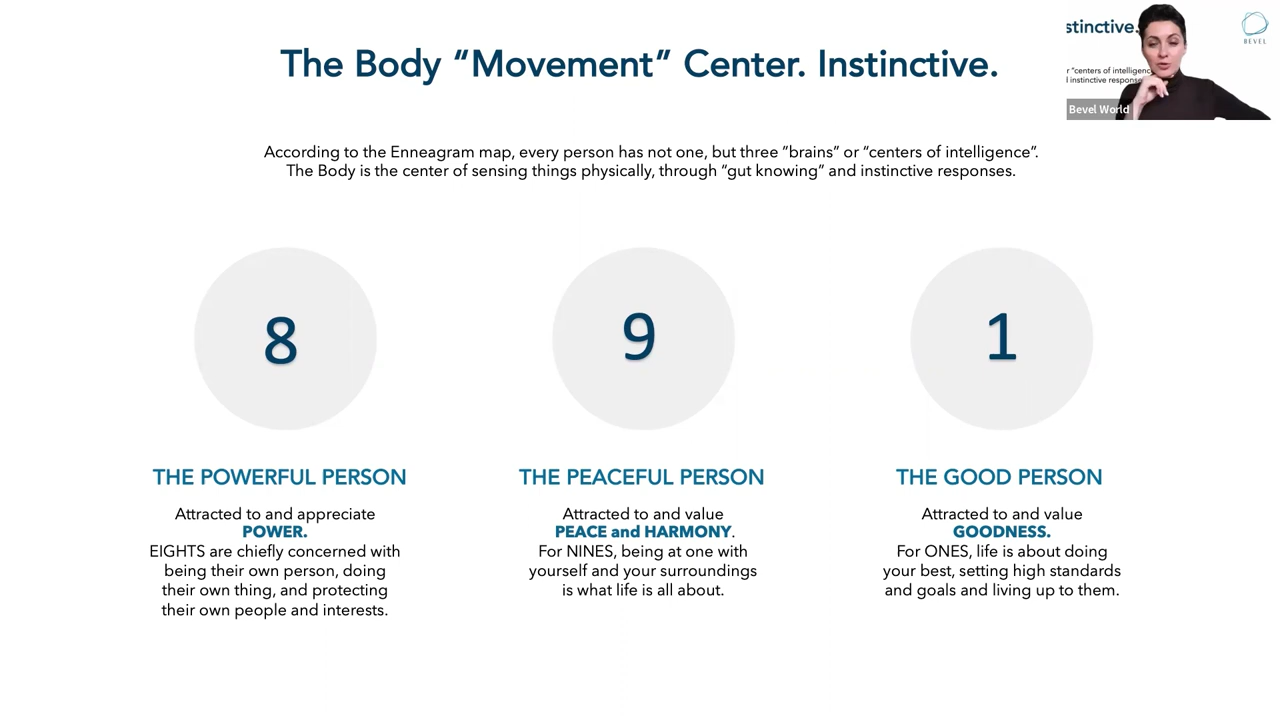 The Body “Movement” Center. Instinctive.
stinctive.
BEVEL
r “centers of intelligenc
l instinctive response
Bevel World
According to the Enneagram map, every person has not one, but three ”brains” or “centers of intelligence”.
The Body is the center of sensing things physically, through “gut knowing” and instinctive responses.
8
9
1
THE POWERFUL PERSON
Attracted to and appreciate
POWER.
EIGHTS are chiefly concerned with
being their own person, doing
their own thing, and protecting
their own people and interests.
THE PEACEFUL PERSON
Attracted to and value
PEACE and HARMONY.
For NINES, being at one with
yourself and your surroundings
is what life is all about.
THE GOOD PERSON
Attracted to and value
GOODNESS.
For ONES, life is about doing
your best, setting high standards
and goals and living up to them.